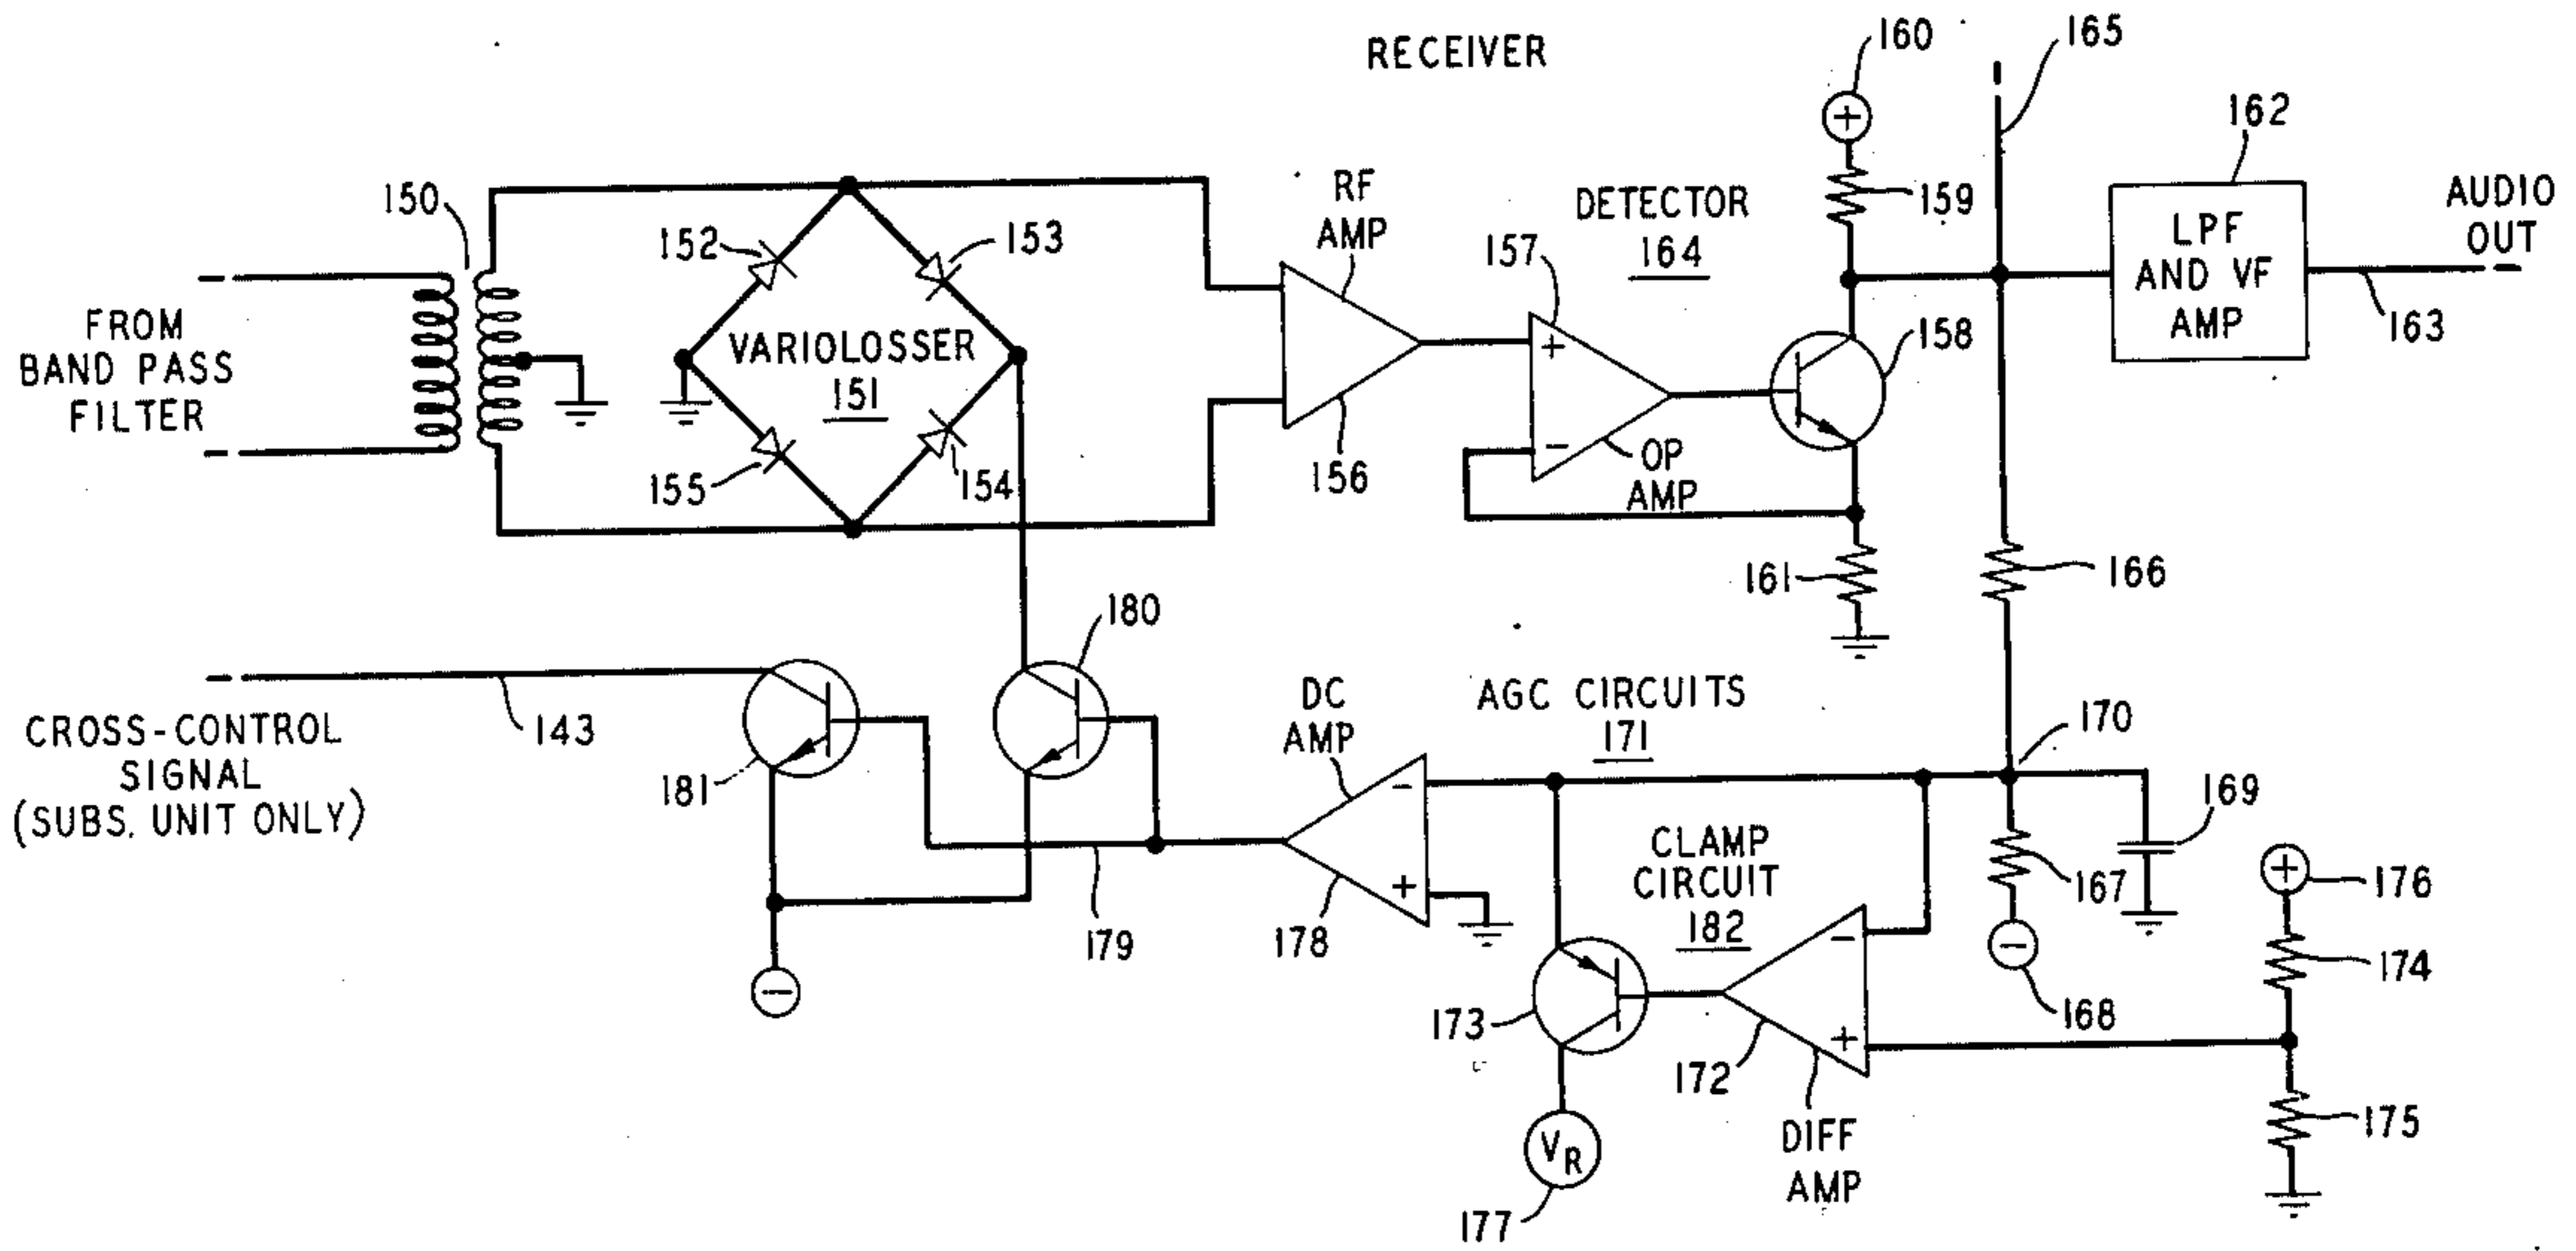 RECEIVER
160
165
162
150
152
153
RF
AMP
DETECTOR
164
157
159
LPF
AND VF
AMP
AUDIO
OUT
163
FROM
BAND PASS
FILTER
VARIOLOSSER
151
158
+
-
+
155
154
156
OP
AMP
161
166
180
DC
AMP
AGC CIRCUITS
171
170
CROSS-CONTROL
SIGNAL
(SUBS. UNIT ONLY)
143
181
-
+
169
CLAMP
CIRCUIT
182
167
+
176
179
178
-
+
-
168
174
-
173
172
175
DIFF
AMP
VR
177